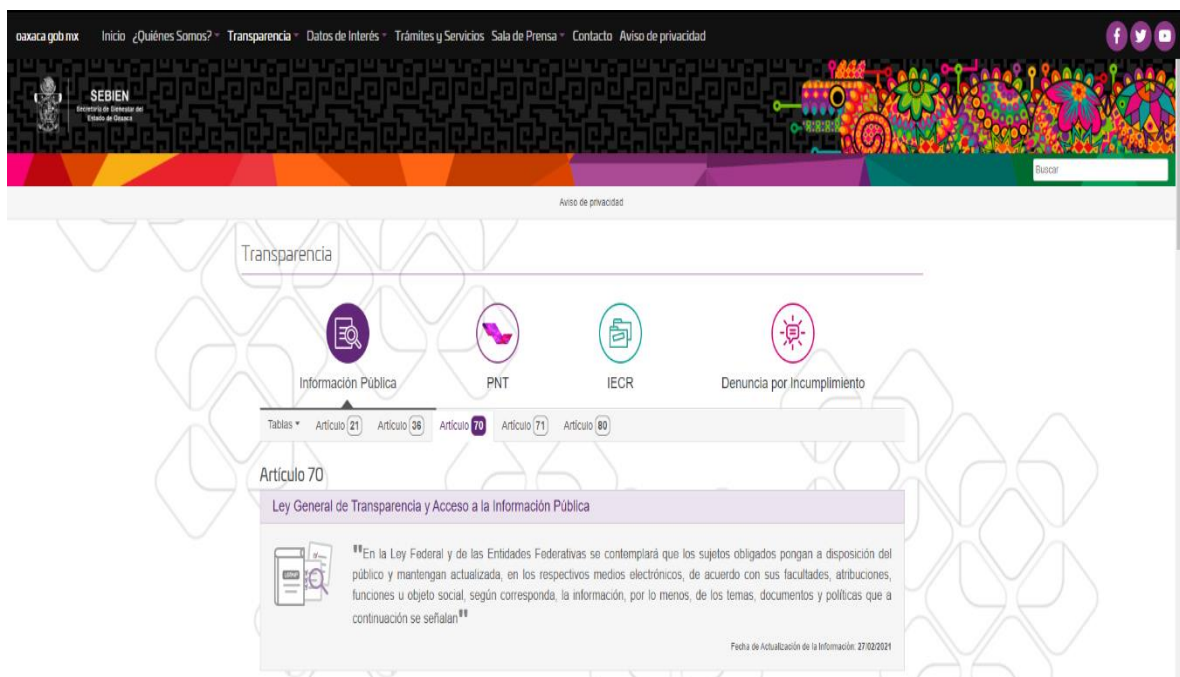 oaxaca.gob.mx Inicio ¿Quiénes Somos? Transparencia Datos de Interés Trámites y Servicios Sala de Prensa Contacto Aviso de privacidad
SEBIEN
Secretaría de Bienestar del
Estado de Oaxaca
Buscar
Aviso de privacidad
Transparencia
Información Pública PNT IECR Denuncia por Incumplimiento
Tablas Artículo 21 Artículo 36 Artículo 70 Artículo 71 Artículo 80
Artículo 70
Ley General de Transparencia y Acceso a la Información Pública
"En la Ley Federal y de las Entidades Federativas se contemplará que los sujetos obligados pongan a disposición del
público y mantengan actualizada, en los respectivos medios electrónicos, de acuerdo con sus facultades, atribuciones,
funciones u objeto social, según corresponda, la información, por lo menos, de los temas, documentos y políticas que a
continuación se señalan"
Fecha de Actualización de la Información: 27/02/2021